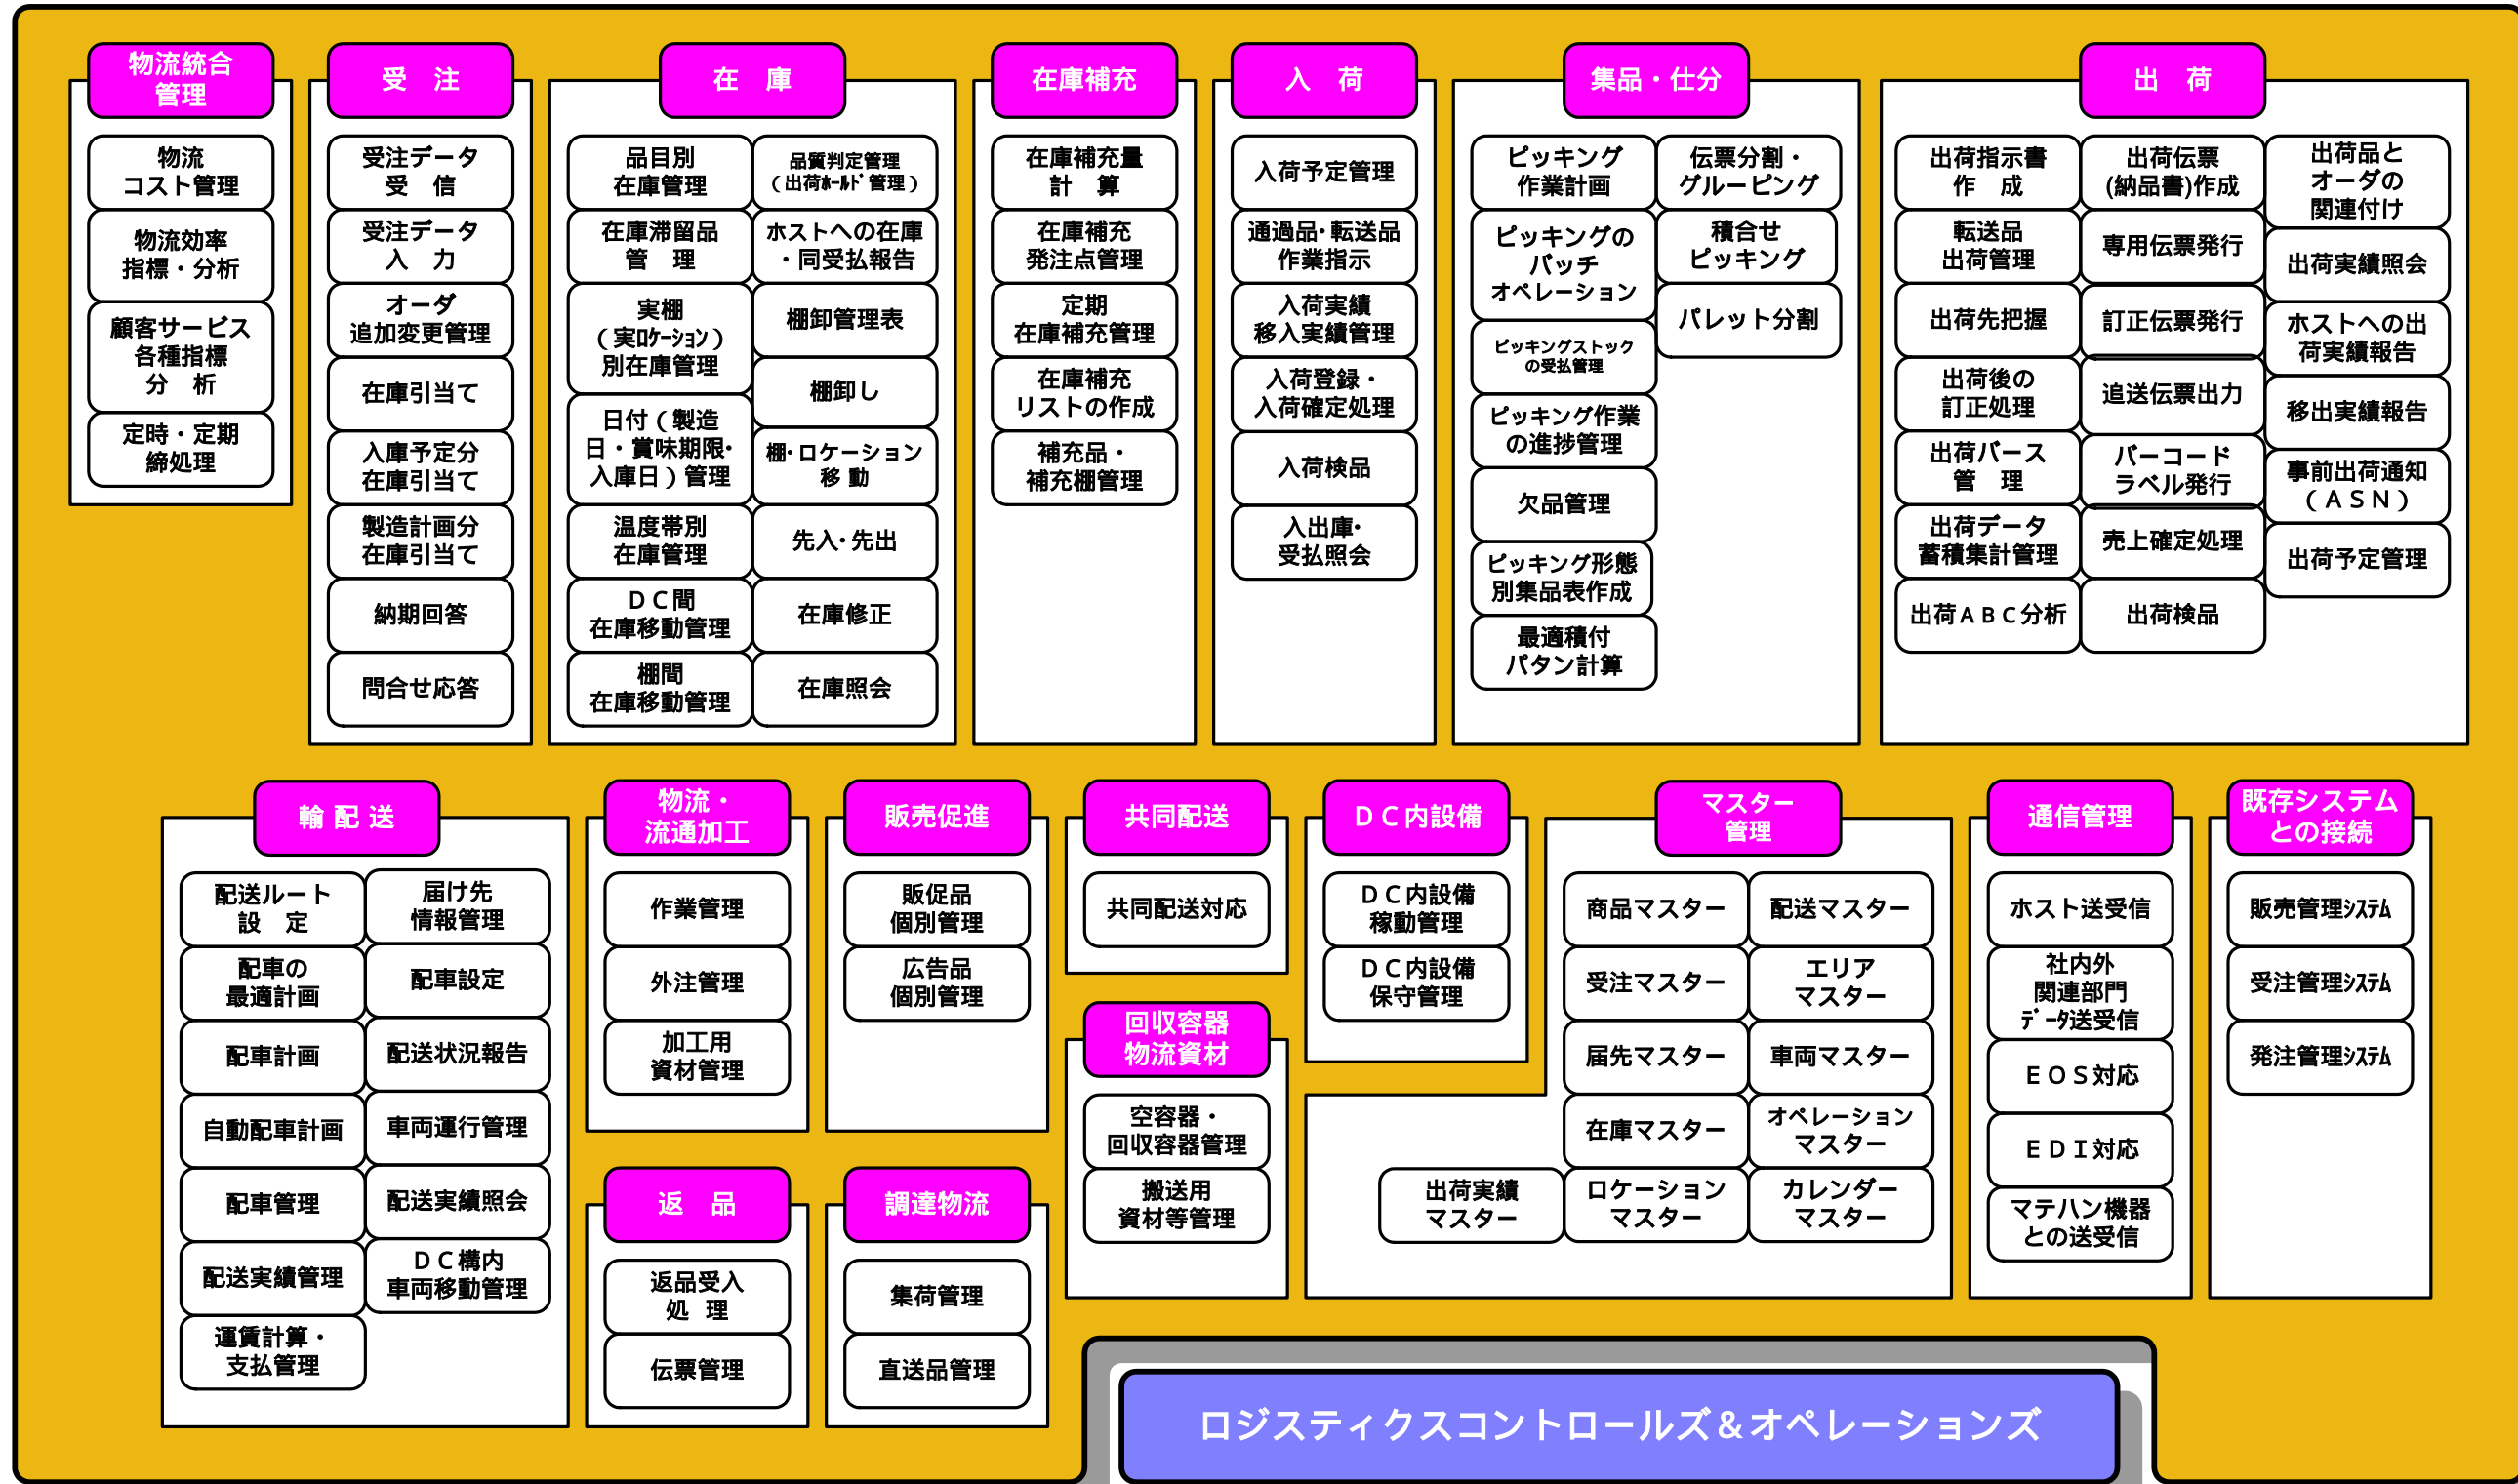 物流統合
管理
物流
コスト管理
物流効率
指標・分析
顧客サービス
各種指標
分　析
定時・定期
締処理
受　注
受注データ
受　信
受注データ
入　力
オーダ
追加変更管理
在庫引当て
入庫予定分
在庫引当て
製造計画分
在庫引当て
納期回答
問合せ応答
在　庫
品目別
在庫管理
在庫滞留品
管　理
実棚
（実ﾛｹｰｼｮﾝ）
別在庫管理
日付（製造
日・賞味期限・
入庫日）管理
温度帯別
在庫管理
ＤＣ間
在庫移動管理
棚間
在庫移動管理
品質判定管理
（出荷ﾎｰﾙﾄﾞ管理）
ホストへの在庫
・同受払報告
棚卸管理表
棚卸し
棚・ロケーション
移 動
先入・先出
在庫修正
在庫照会
在庫補充
在庫補充量
計　算
在庫補充
発注点管理
定期
在庫補充管理
在庫補充
リストの作成
補充品・
補充棚管理
入　荷
入荷予定管理
通過品・転送品
作業指示
入荷実績
移入実績管理
入荷登録・
入荷確定処理
入荷検品
入出庫・
受払照会
集品・仕分
ピッキング
作業計画
ピッキングの
バッチ
オペレーション
ピッキングストック
の受払管理
ピッキング作業
の進捗管理
欠品管理
ピッキング形態
別集品表作成
最適積付
パタン計算
伝票分割・
グルーピング
積合せ
ピッキング
パレット分割
出　荷
出荷指示書
作　成
転送品
出荷管理
出荷先把握
出荷後の
訂正処理
出荷バース
管　理
出荷データ
蓄積集計管理
出荷ＡＢＣ分析
出荷伝票
(納品書)作成
専用伝票発行
訂正伝票発行
追送伝票出力
バーコード
ラベル発行
売上確定処理
出荷検品
出荷品と
オーダの
関連付け
出荷実績照会
ホストへの出
荷実績報告
移出実績報告
事前出荷通知
（ＡＳＮ）
出荷予定管理
輸 配 送
配送ルート
設　定
配車の
最適計画
配車計画
自動配車計画
配車管理
配送実績管理
運賃計算・
支払管理
届け先
情報管理
配車設定
配送状況報告
車両運行管理
配送実績照会
ＤＣ構内
車両移動管理
物流・
流通加工
作業管理
外注管理
加工用
資材管理
返　品
返品受入
処　理
伝票管理
販売促進
販促品
個別管理
広告品
個別管理
調達物流
集荷管理
直送品管理
共同配送
共同配送対応
回収容器
物流資材
空容器・
回収容器管理
搬送用
資材等管理
ＤＣ内設備
ＤＣ内設備
稼動管理
ＤＣ内設備
保守管理
マスター
管理
商品マスター
受注マスター
届先マスター
在庫マスター
ロケーション
マスター
配送マスター
エリア
マスター
車両マスター
オペレーション
マスター
カレンダー
マスター
出荷実績
マスター
通信管理
ホスト送受信
社内外
関連部門
ﾃﾞｰﾀ送受信
ＥＯＳ対応
ＥＤＩ対応
マテハン機器
との送受信
既存システム
との接続
販売管理ｼｽﾃﾑ
受注管理ｼｽﾃﾑ
発注管理ｼｽﾃﾑ
ロジスティクスコントロールズ＆オペレーションズ